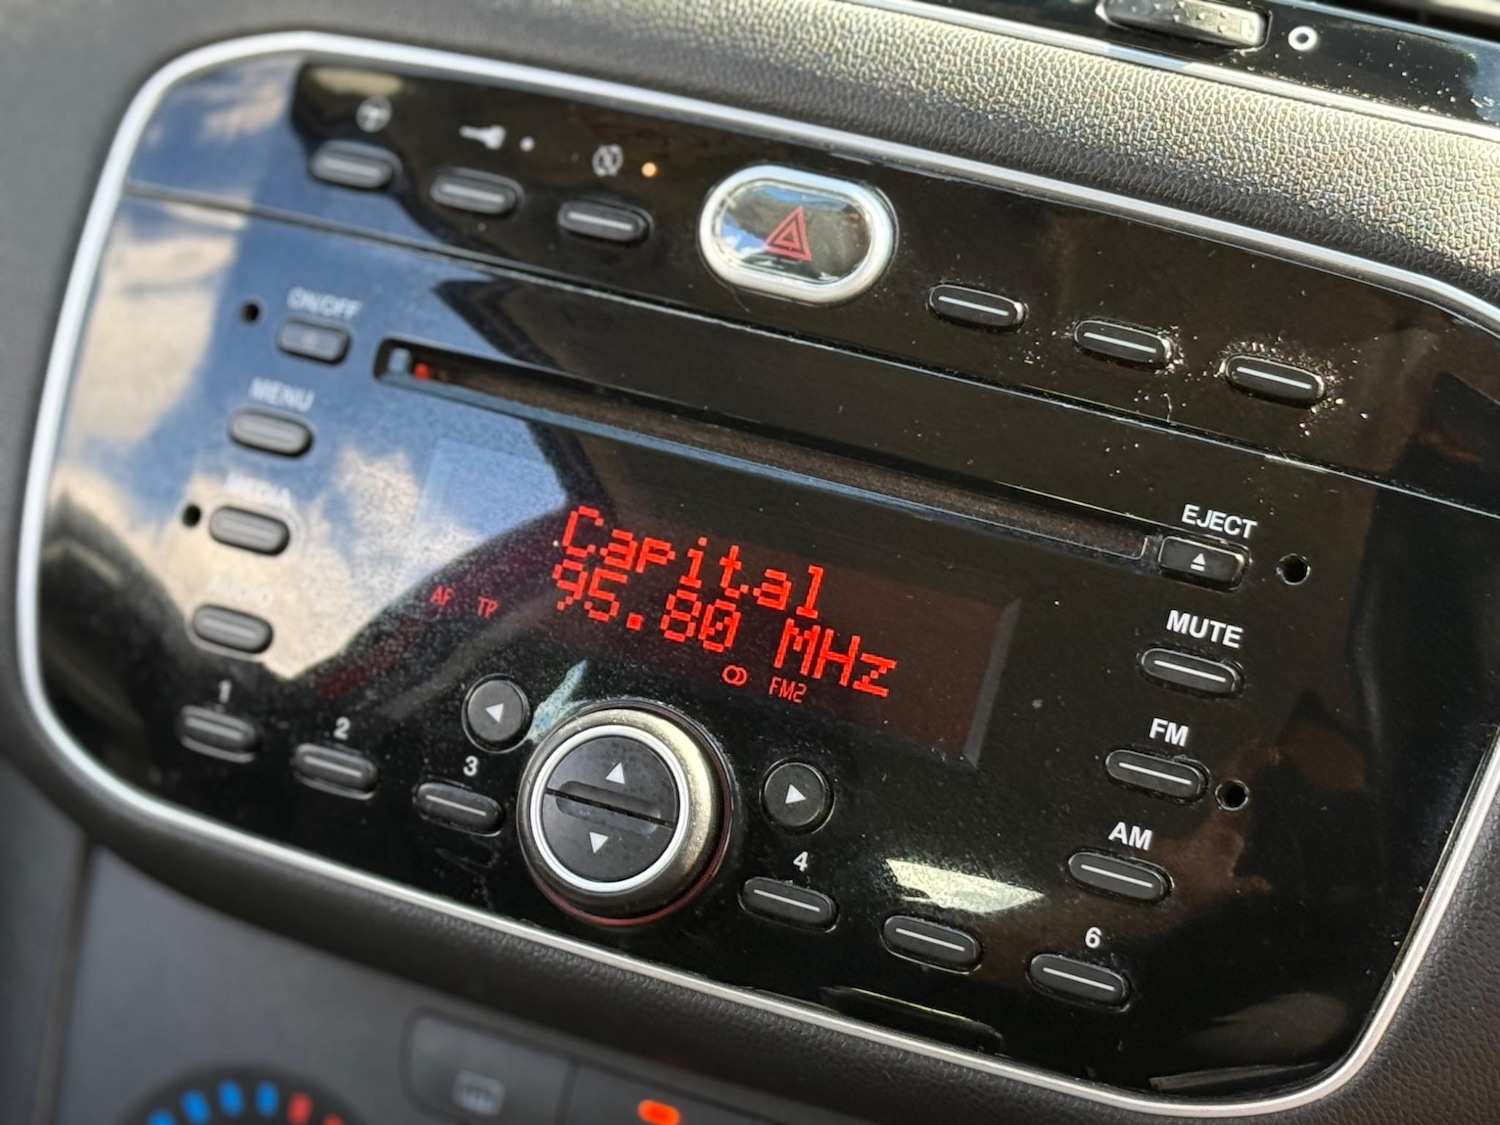 ON/OFF
MENU
MEDIA
EJECT
MUTE
FM
AM
Capital
95.80 MHz
AF TP
FM2
1
2
3
4
6